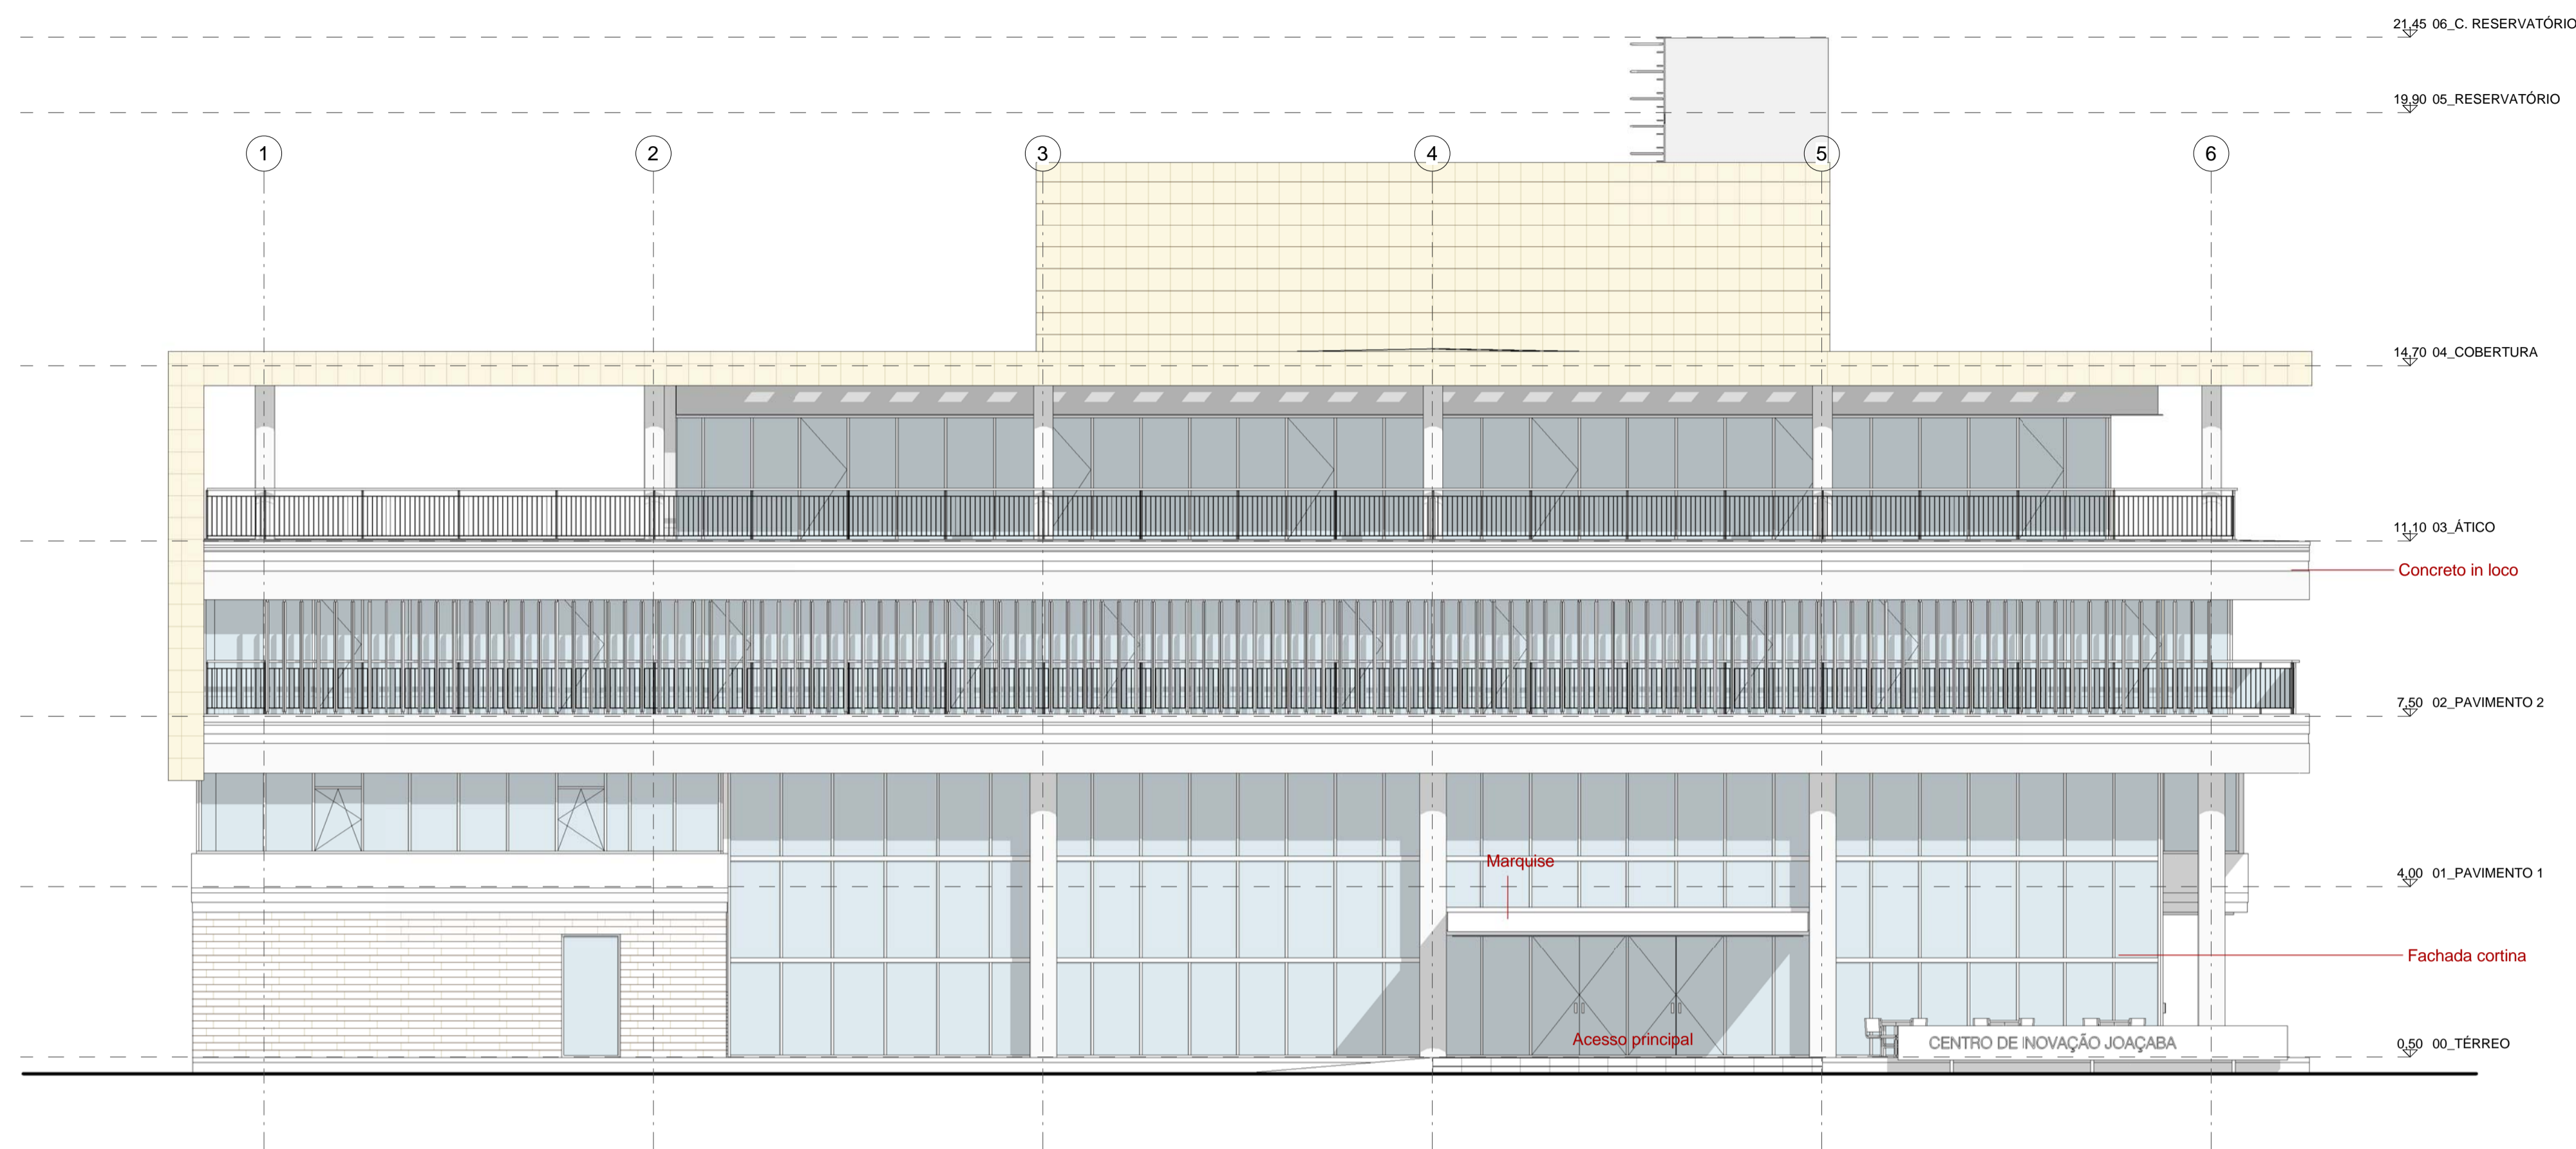 21,45 06_C. RESERVATÓRIO
19,90 05_RESERVATÓRIO
1 2 3 4 5 6
14,70 04_COBERTURA
11,10 03_ÁTICO
Concreto in loco
7,50 02_PAVIMENTO 2
Marquise
4,00 01_PAVIMENTO 1
Fachada cortina
Acesso principal
CENTRO DE INOVAÇÃO JOAÇABA
0,50 00_TÉRREO